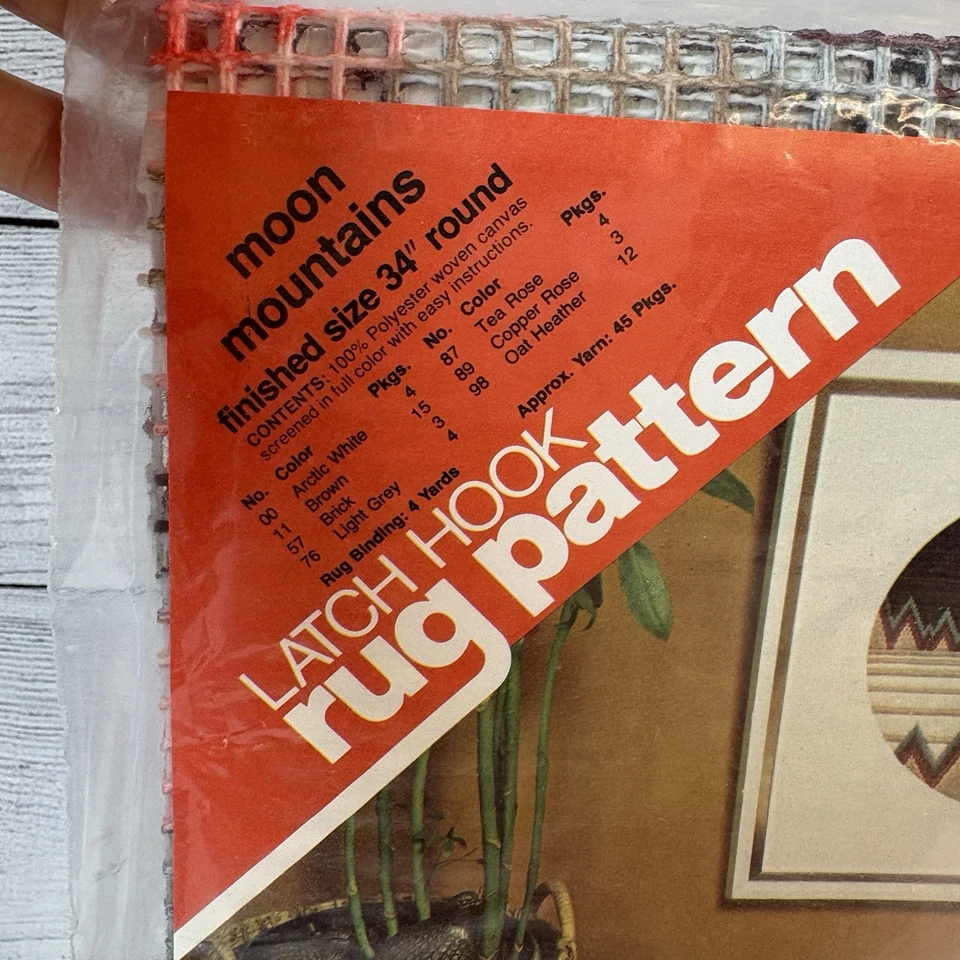 moon
mountains
finished size 34" round
CONTENTS: 100% Polyester woven canvas
screened in full color with easy instructions.
No. Color Pkgs. No. Color Pkgs.
00 Arctic White 4 87 Tea Rose 4
11 Brown 15 89 Copper Rose 3
57 Brick 3 98 Oat Heather 12
76 Light Grey 4
Rug Binding: 4 Yards Approx. Yarn: 45 Pkgs.
LATCH HOOK
rug pattern